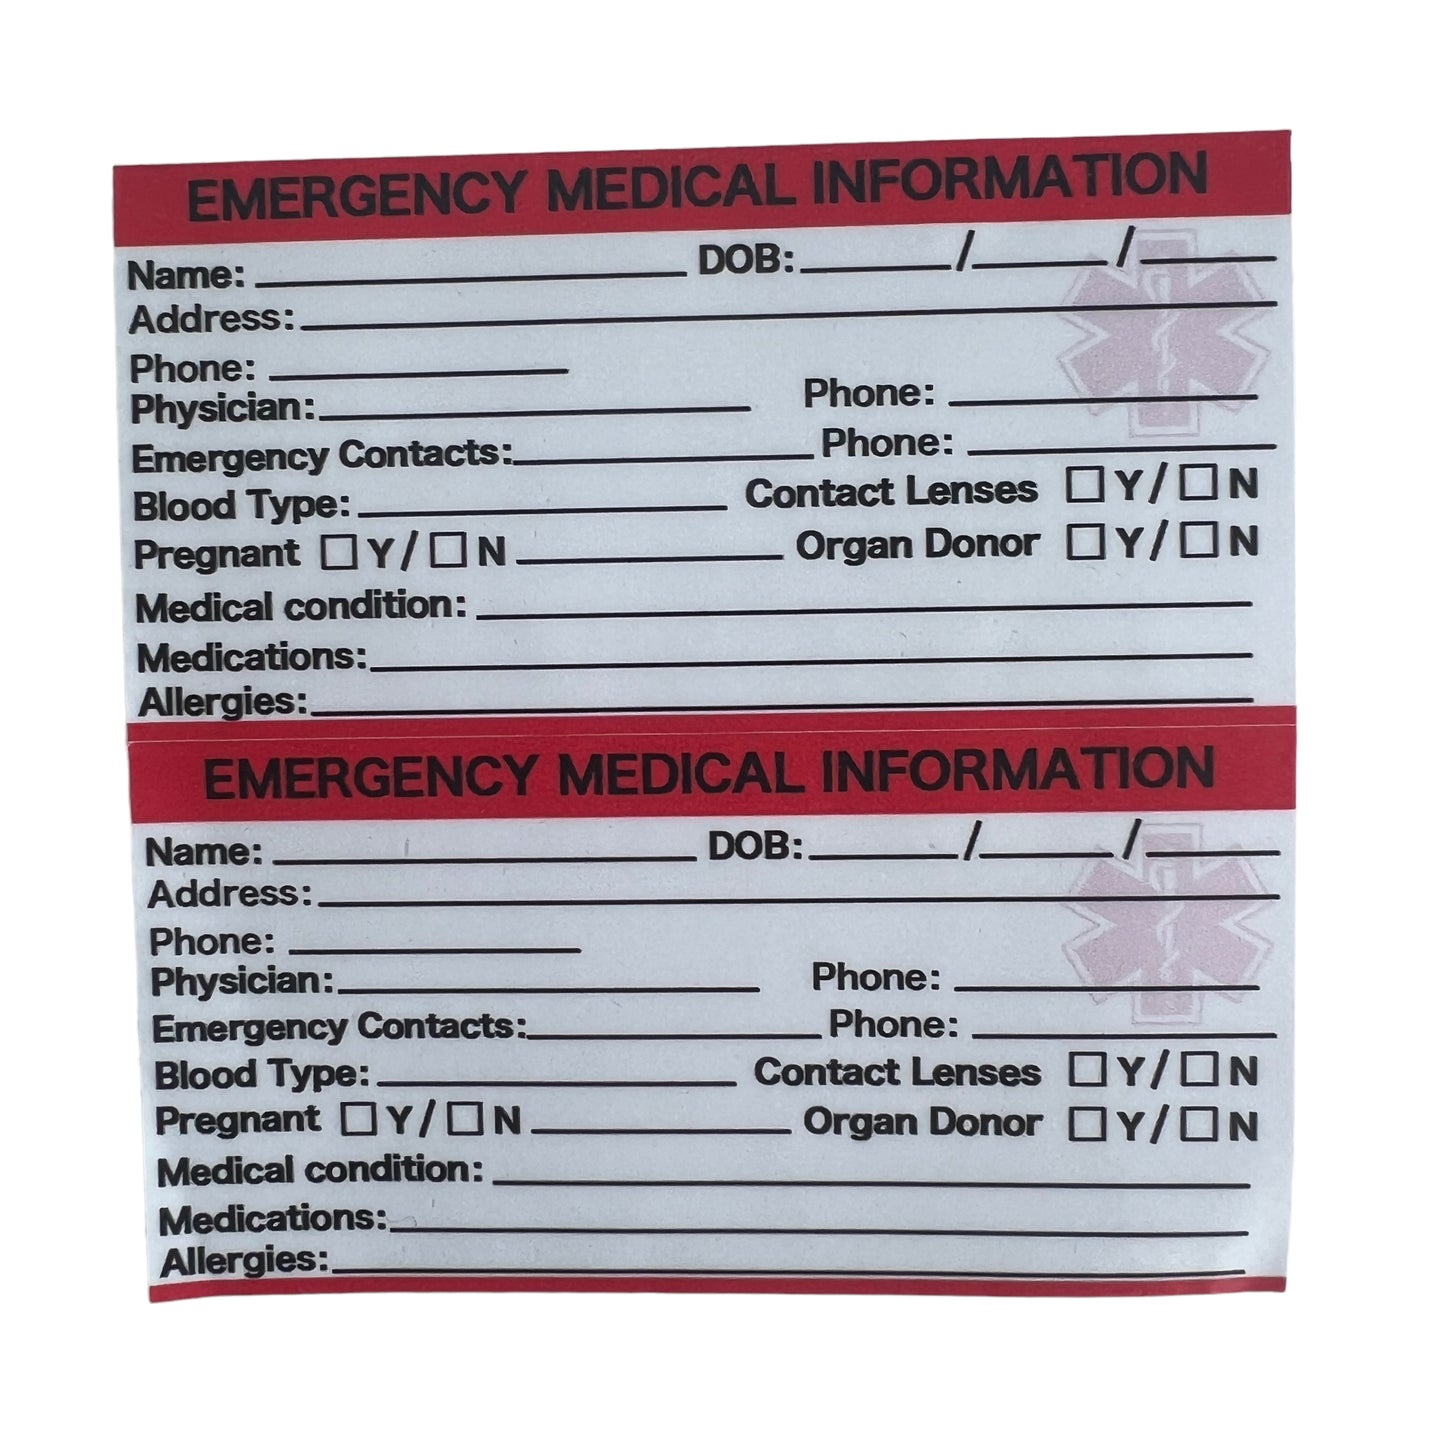 EMERGENCY MEDICAL INFORMATION
Name: DOB: / /
Address:
Phone:
Physician: Phone:
Emergency Contacts: Phone:
Blood Type: Contact Lenses ☐ Y/☐ N
Pregnant ☐ Y/☐ N Organ Donor ☐ Y/☐ N
Medical condition:
Medications:
Allergies:
EMERGENCY MEDICAL INFORMATION
Name: DOB: / /
Address:
Phone:
Physician: Phone:
Emergency Contacts: Phone:
Blood Type: Contact Lenses ☐ Y/☐ N
Pregnant ☐ Y/☐ N Organ Donor ☐ Y/☐ N
Medical condition:
Medications:
Allergies: